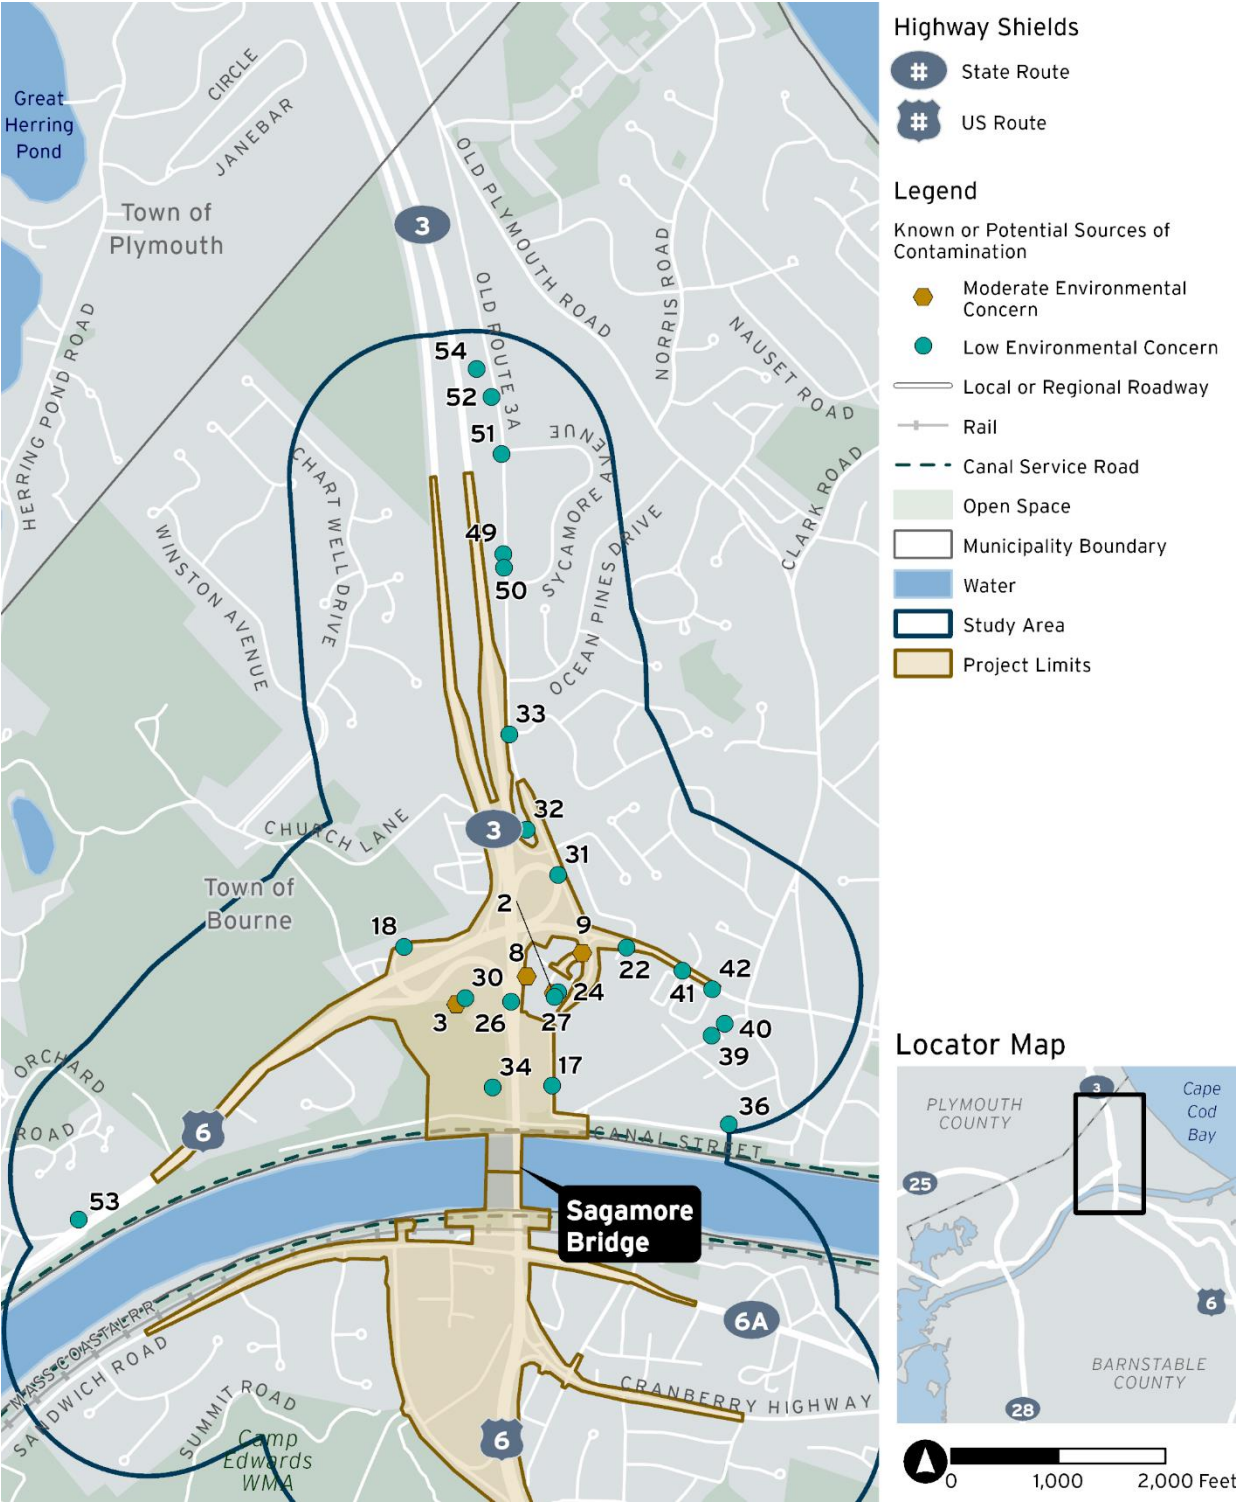 Great
Herring
Pond
CIRCLE
JANEBAR
Town of
Plymouth
3
OLD PLYMOUTH ROAD
NORRIS ROAD
NAUSET ROAD
OLD ROUTE 3A
HERRING POND ROAD
54
52
51
SYCAMORE AVENUE
CHART WELL DRIVE
CLARK ROAD
WINSTON AVENUE
49
50
OCEAN PINES DRIVE
33
32
3
CHURCH LANE
31
Town of
Bourne
2
18
9
8
22
42
30
24
41
3
26
27
40
39
ORCHARD
ROAD
34
17
36
6
CANAL STREET
53
Sagamore
Bridge
MASS COASTAL RR
SANDWICH ROAD
6A
SUMMIT ROAD
CRANBERRY HIGHWAY
Camp
Edwards
WMA
6
Highway Shields
# State Route
# US Route
Legend
Known or Potential Sources of
Contamination
Moderate Environmental
Concern
Low Environmental Concern
Local or Regional Roadway
Rail
Canal Service Road
Open Space
Municipality Boundary
Water
Study Area
Project Limits
Locator Map
3
PLYMOUTH
COUNTY
Cape
Cod
Bay
25
6
BARNSTABLE
COUNTY
28
0 1,000 2,000 Feet